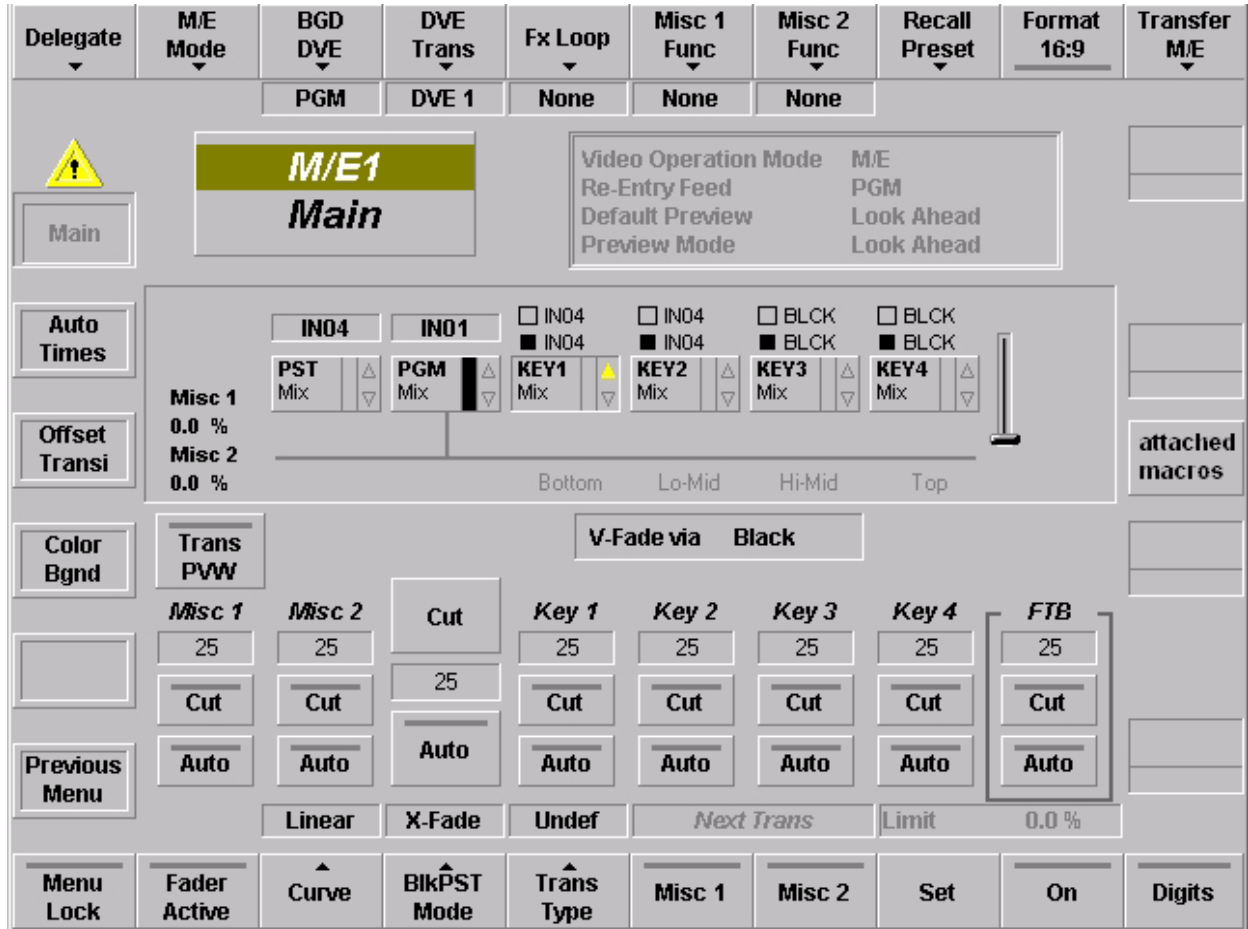 Delegate
M/E
Mode
BGD
DVE
DVE
Trans
Fx Loop
Misc 1
Func
Misc 2
Func
Recall
Preset
Format
16:9
Transfer
M/E
PGM
DVE 1
None
None
None
M/E1
Main
Video Operation Mode M/E
Re-Entry Feed PGM
Default Preview Look Ahead
Preview Mode Look Ahead
Main
Auto
Times
Offset
Transi
Color
Bgnd
Previous
Menu
Misc 1
0.0 %
Misc 2
0.0 %
IN04
PST
Mix
IN01
PGM
Mix
IN04
IN04
KEY1
Mix
IN04
IN04
KEY2
Mix
BLCK
BLCK
KEY3
Mix
BLCK
BLCK
KEY4
Mix
Bottom
Lo-Mid
Hi-Mid
Top
attached
macros
Trans
PVW
V-Fade via Black
Misc 1
25
Cut
Auto
Misc 2
25
Cut
Auto
Cut
25
Auto
Key 1
25
Cut
Auto
Key 2
25
Cut
Auto
Key 3
25
Cut
Auto
Key 4
25
Cut
Auto
FTB
25
Cut
Auto
Linear
X-Fade
Undef
Next Trans
Limit 0.0 %
Menu
Lock
Fader
Active
Curve
BlkPST
Mode
Trans
Type
Misc 1
Misc 2
Set
On
Digits